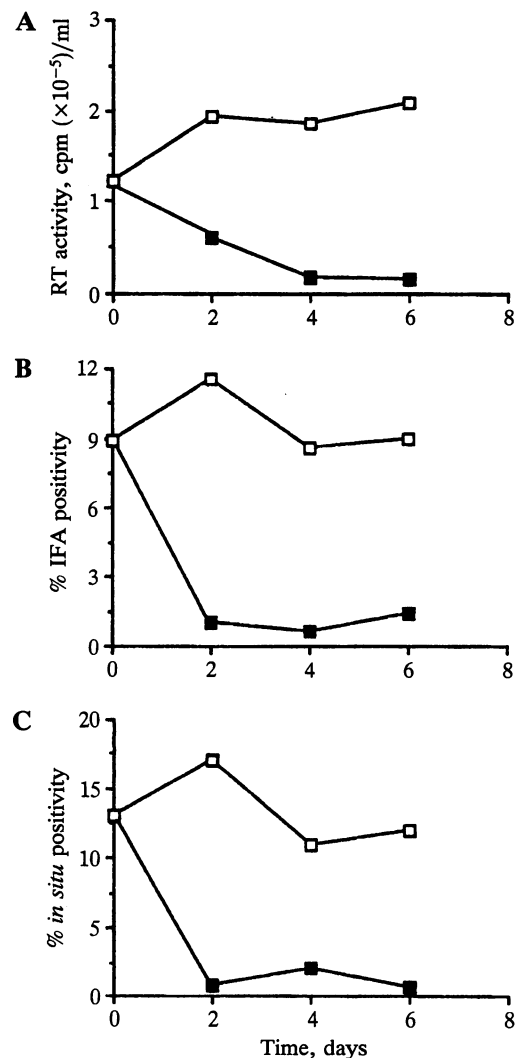 A
RT activity, cpm (×10⁻⁵)/ml
3
2
1
0
0 2 4 6 8
B
% IFA positivity
12
9
6
3
0
0 2 4 6 8
C
% in situ positivity
20
15
10
5
0
0 2 4 6 8
Time, days